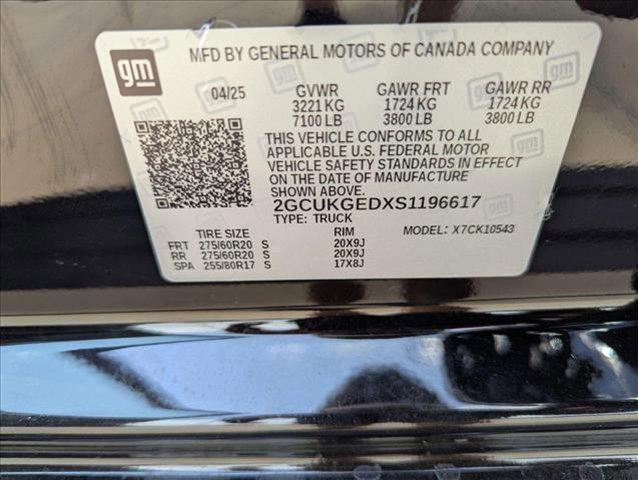 gm
MFD BY GENERAL MOTORS OF CANADA COMPANY
04/25 GVWR GAWR FRT GAWR RR
3221 KG 1724 KG 1724 KG
7100 LB 3800 LB 3800 LB
THIS VEHICLE CONFORMS TO ALL
APPLICABLE U.S. FEDERAL MOTOR
VEHICLE SAFETY STANDARDS IN EFFECT
ON THE DATE OF MANUFACTURE
SHOWN ABOVE.
2GCUKGEDXS1196617
TYPE: TRUCK MODEL: X7CK10543
TIRE SIZE RIM
FRT 275/60R20 S 20X9J
RR 275/60R20 S 20X9J
SPA 255/80R17 S 17X8J